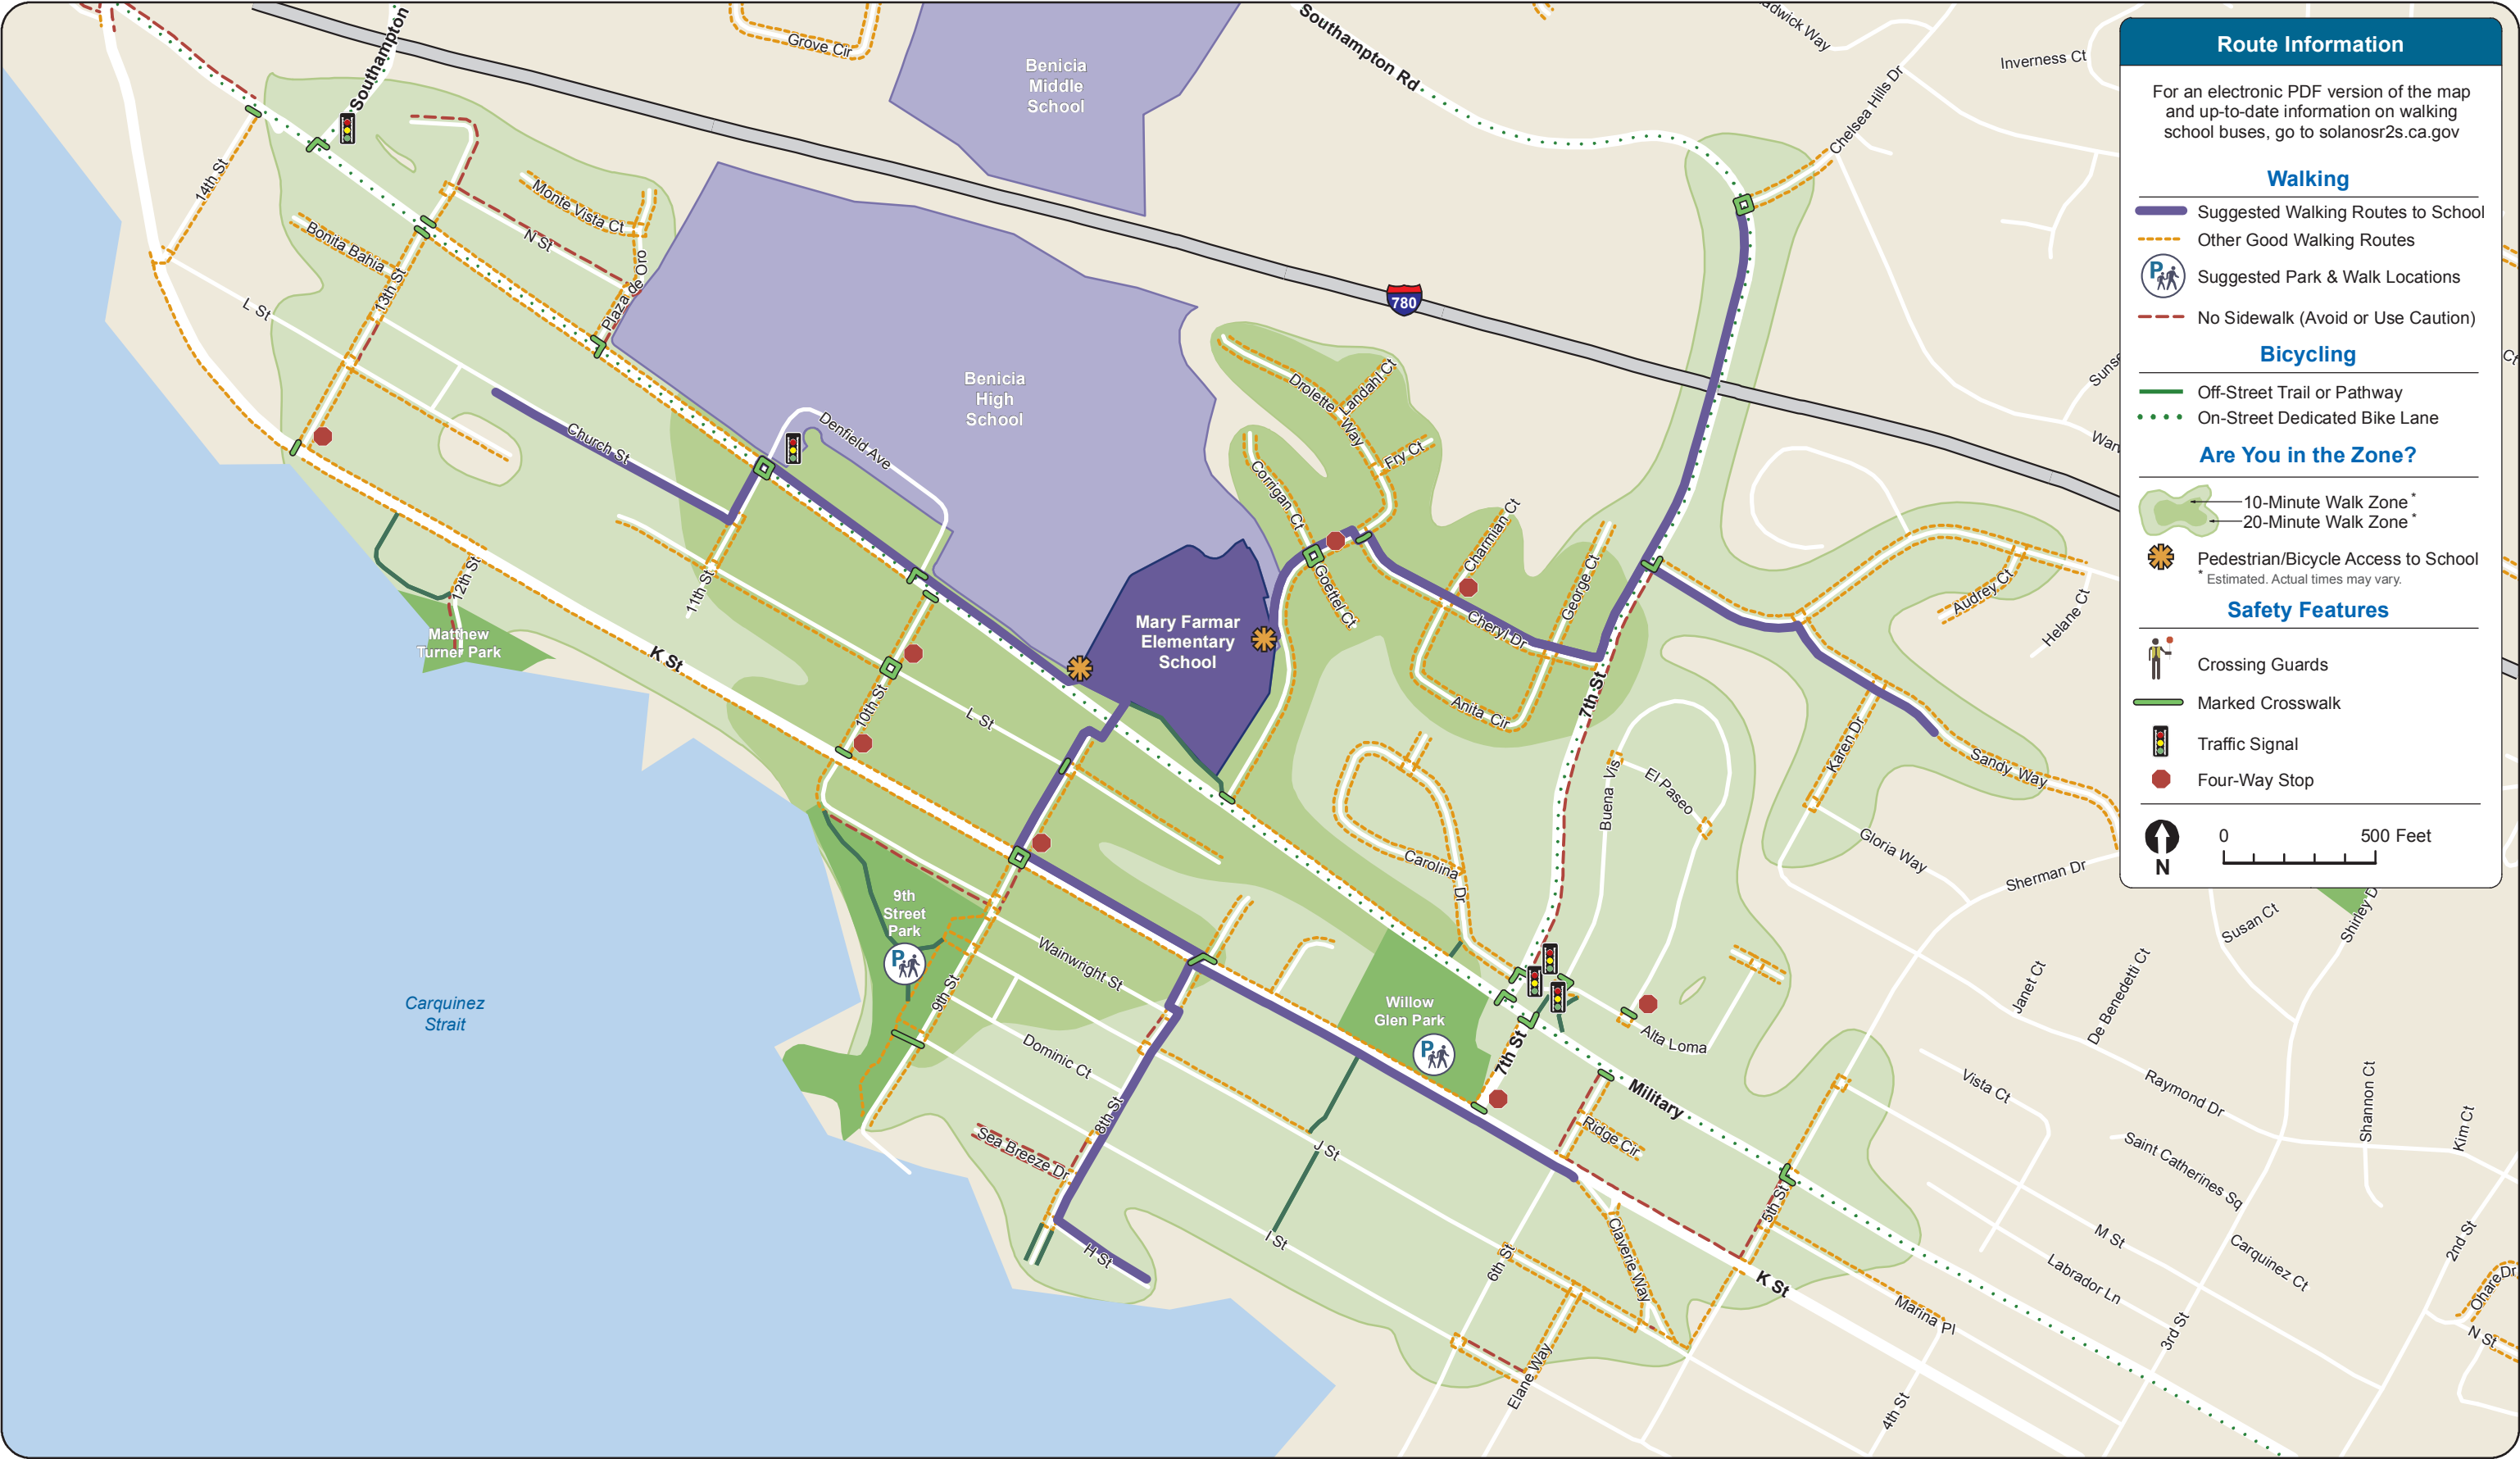 Southampton
Grove Cir
Benicia
Middle
School
Southampton Rd
adwick Way
Chelsea Hills Dr
Inverness Ct
14th St
Monte Vista Ct
Bonita Bahia
N St
Plaza de Oro
13th St
L St
780
Benicia
High
School
Denfield Ave
Church St
Drolette Way
Landahl Ct
Fry Ct
Corrigan Ct
Goettel Ct
Charmian Ct
George Ct
Cheryl Dr
Anita Cir
7th St
Audrey Ct
Helane Ct
11th St
12th St
Matthew
Turner Park
K St
Mary Farmar
Elementary
School
10th St
L St
Karen Dr
Sandy Way
Buena Vis
El Paseo
Gloria Way
Sherman Dr
Carolina Dr
9th
Street
Park
P
Wainwright St
9th St
Carquinez
Strait
Dominic Ct
Willow
Glen Park
P
7th St
Alta Loma
Military
Ridge Cir
8th St
Sea Breeze Dr
J St
H St
I St
6th St
Claverie Way
5th St
K St
Marina Pl
Elane Way
4th St
3rd St
2nd St
Susan Ct
Shirley D
Janet Ct
De Benedetti Ct
Vista Ct
Raymond Dr
Shannon Ct
Kim Ct
Saint Catherines Sq
M St
Carquinez Ct
Labrador Ln
Ohare Dr
N St
Sunse
Wan
Ct
Route Information
For an electronic PDF version of the map
and up-to-date information on walking
school buses, go to solanosr2s.ca.gov
Walking
Suggested Walking Routes to School
Other Good Walking Routes
P
Suggested Park & Walk Locations
No Sidewalk (Avoid or Use Caution)
Bicycling
Off-Street Trail or Pathway
On-Street Dedicated Bike Lane
Are You in the Zone?
10-Minute Walk Zone *
20-Minute Walk Zone *
Pedestrian/Bicycle Access to School
* Estimated. Actual times may vary.
Safety Features
Crossing Guards
Marked Crosswalk
Traffic Signal
Four-Way Stop
N
0 500 Feet